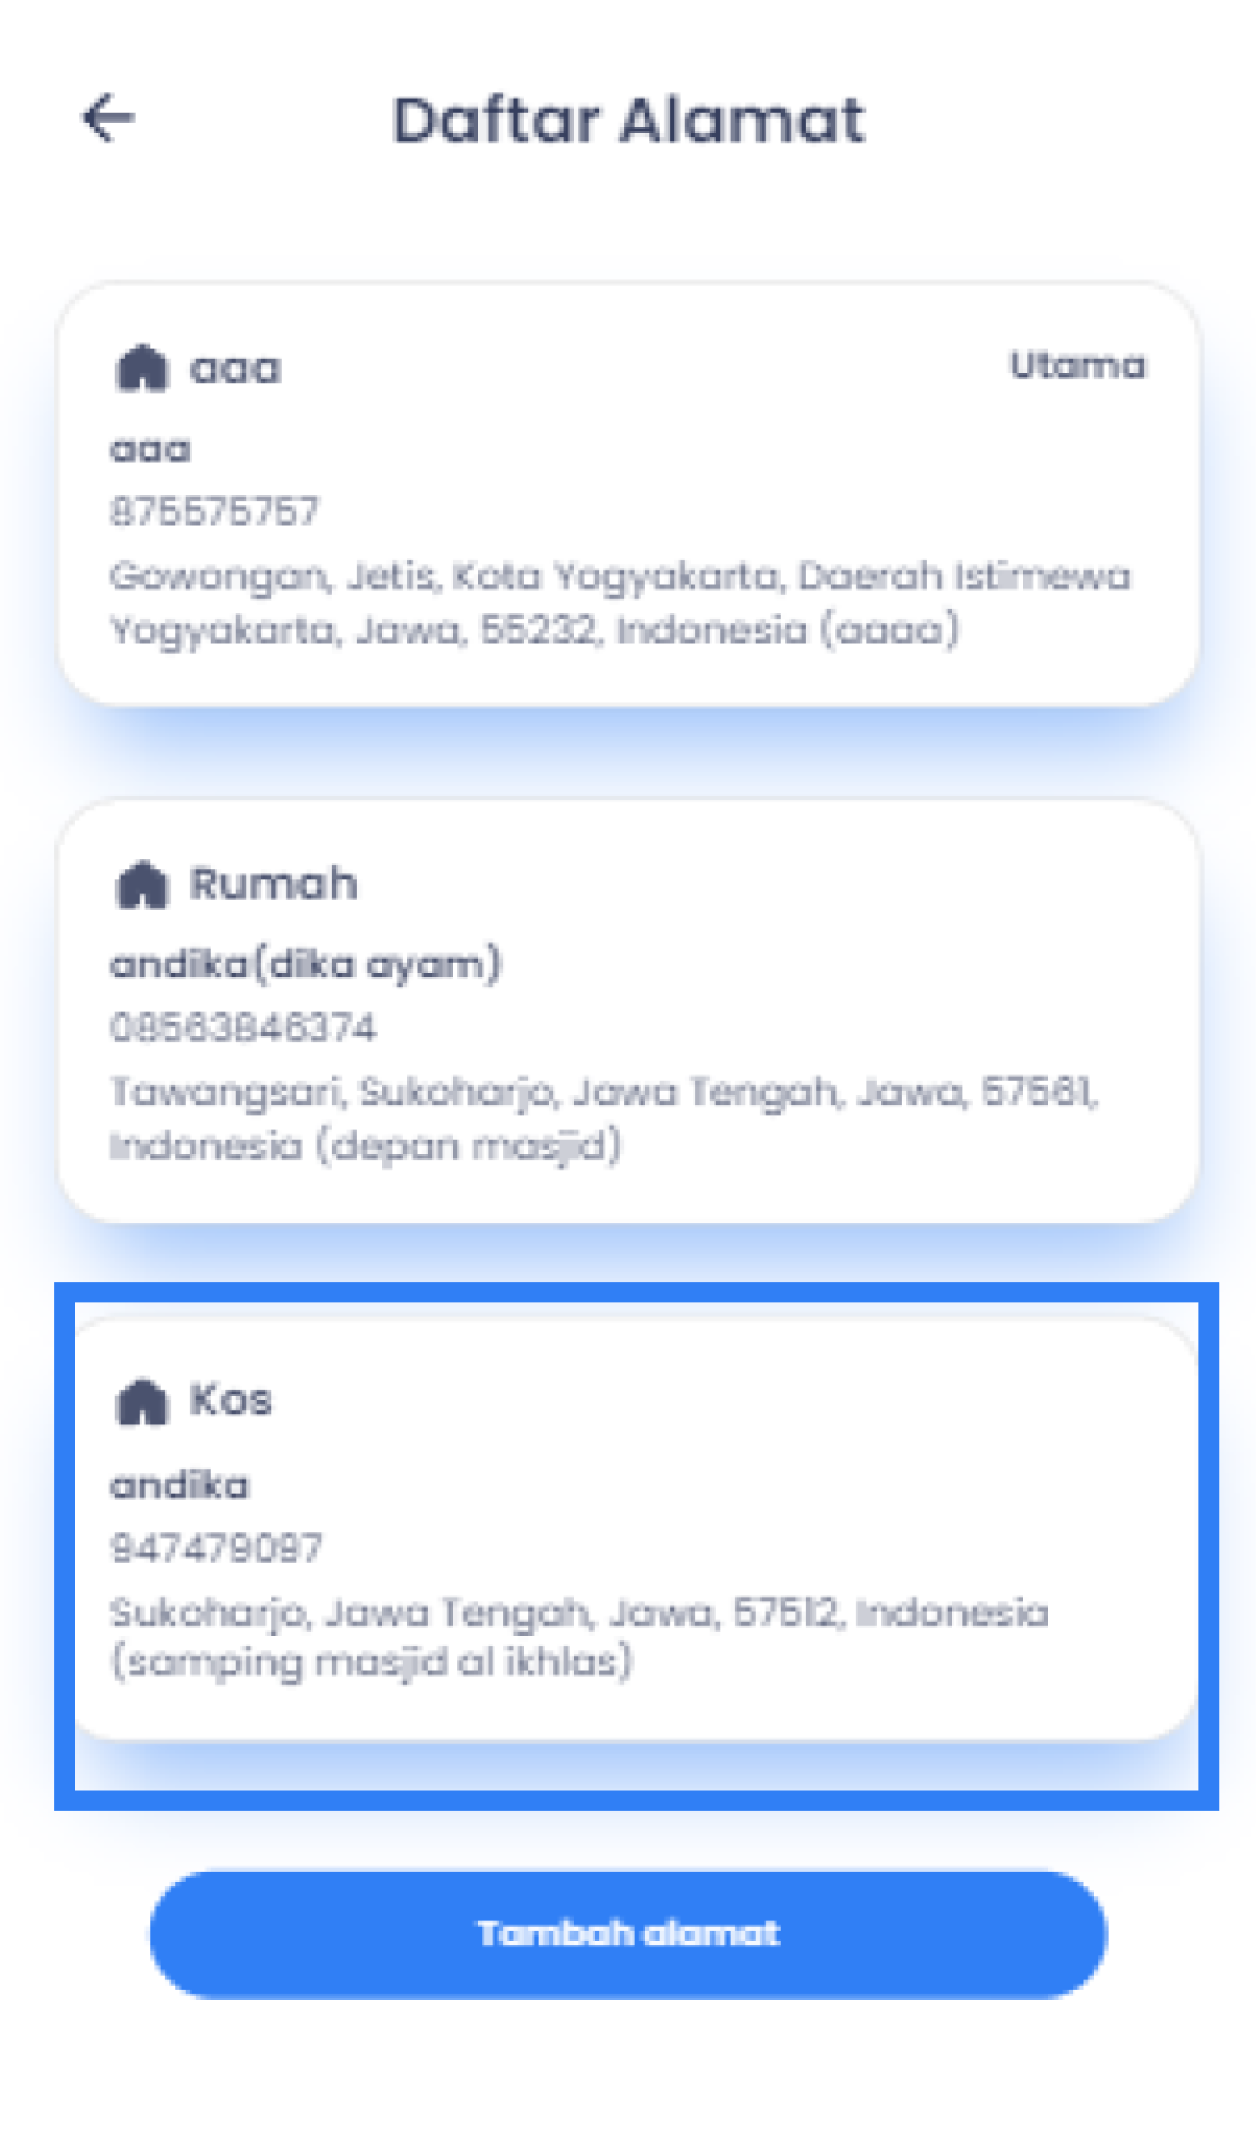 Daftar Alamat
aaa
Utama
aaa
875575757
Gowongan, Jetis, Kota Yogyakarta, Daerah Istimewa
Yogyakarta, Jawa, 55232, Indonesia (aaaa)
Rumah
andika(dika ayam)
08563846374
Tawangsari, Sukoharjo, Jawa Tengah, Jawa, 57561,
Indonesia (depan masjid)
Kos
andika
947479097
Sukoharjo, Jawa Tengah, Jawa, 57512, Indonesia
(samping masjid al ikhlas)
Tambah alamat